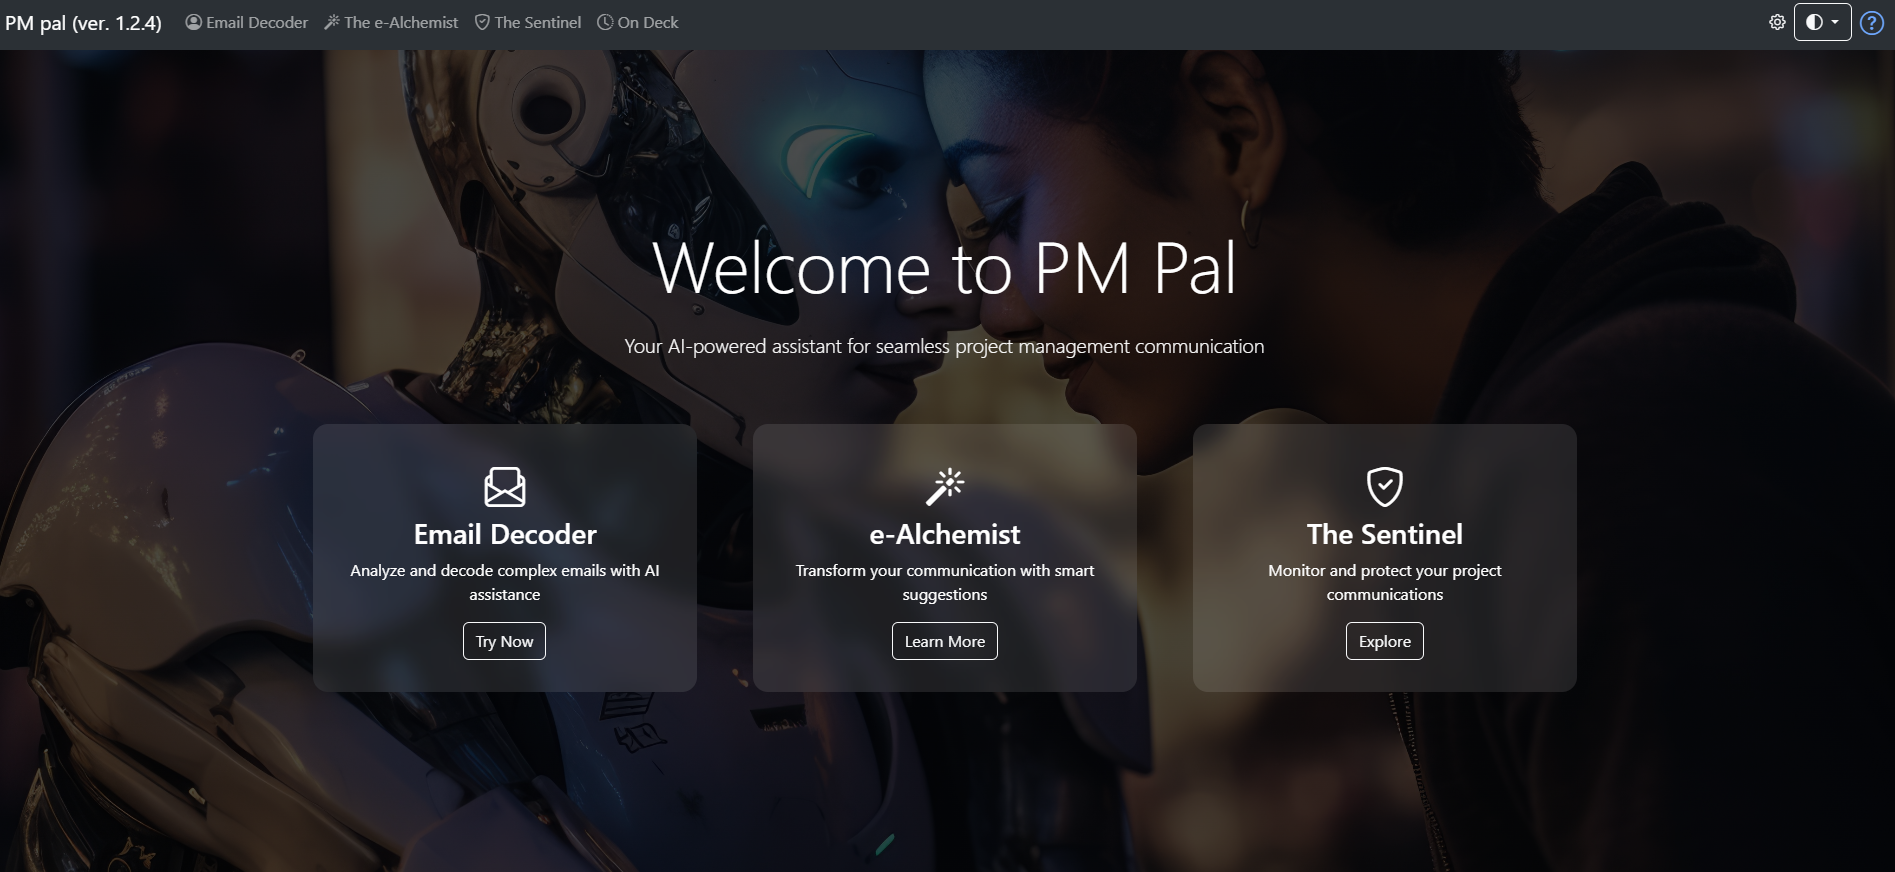 PM pal (ver. 1.2.4) Email Decoder The e-Alchemist The Sentinel On Deck
Welcome to PM Pal
Your AI-powered assistant for seamless project management communication
Email Decoder
Analyze and decode complex emails with AI
assistance
Try Now
e-Alchemist
Transform your communication with smart
suggestions
Learn More
The Sentinel
Monitor and protect your project
communications
Explore